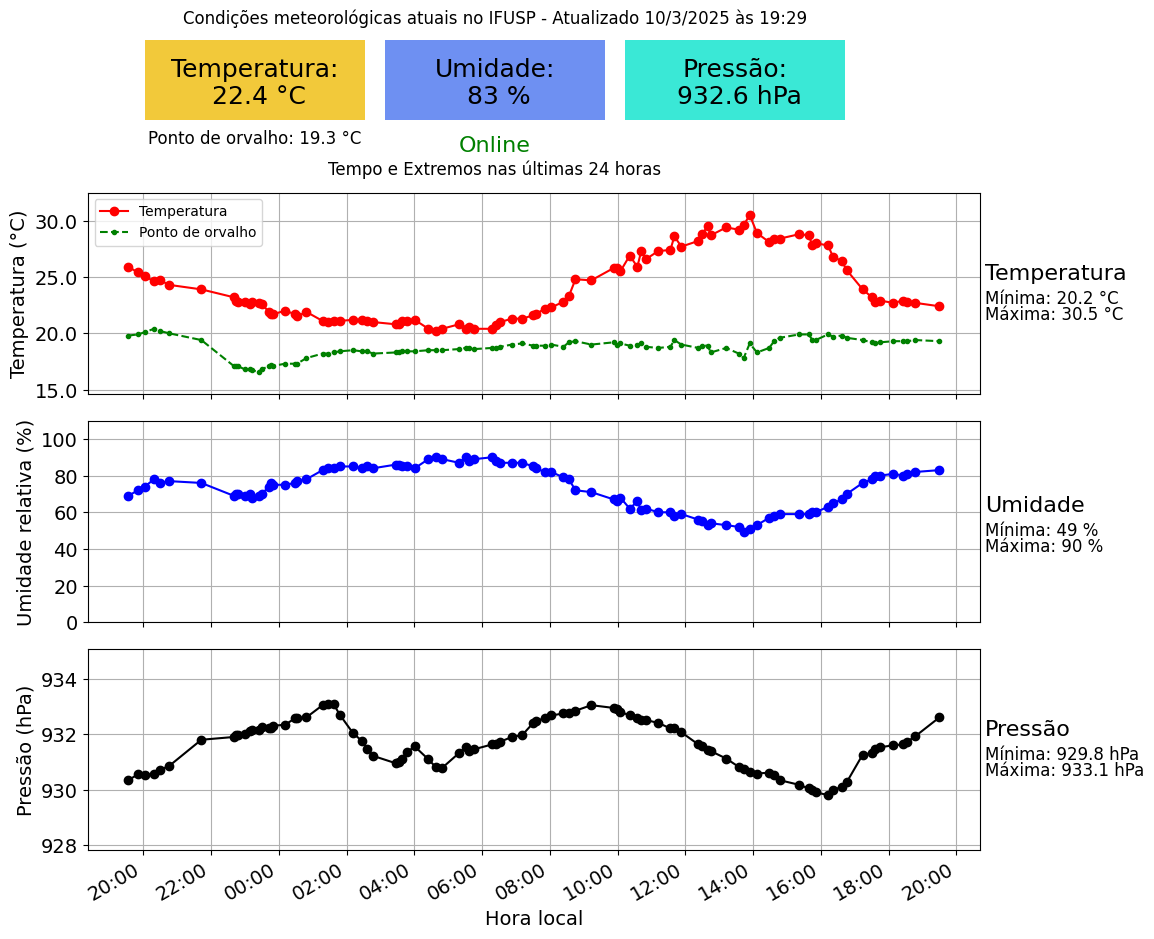 Condições meteorológicas atuais no IFUSP - Atualizado 10/3/2025 às 19:29
Temperatura:
22.4 °C
Umidade:
83 %
Pressão:
932.6 hPa
Ponto de orvalho: 19.3 °C
Online
Tempo e Extremos nas últimas 24 horas
Temperatura (°C)
30.0
25.0
20.0
15.0
Temperatura
Ponto de orvalho
Temperatura
Mínima: 20.2 °C
Máxima: 30.5 °C
Umidade relativa (%)
100
80
60
40
20
0
Umidade
Mínima: 49 %
Máxima: 90 %
Pressão (hPa)
934
932
930
928
Pressão
Mínima: 929.8 hPa
Máxima: 933.1 hPa
20:00
22:00
00:00
02:00
04:00
06:00
08:00
10:00
12:00
14:00
16:00
18:00
20:00
Hora local